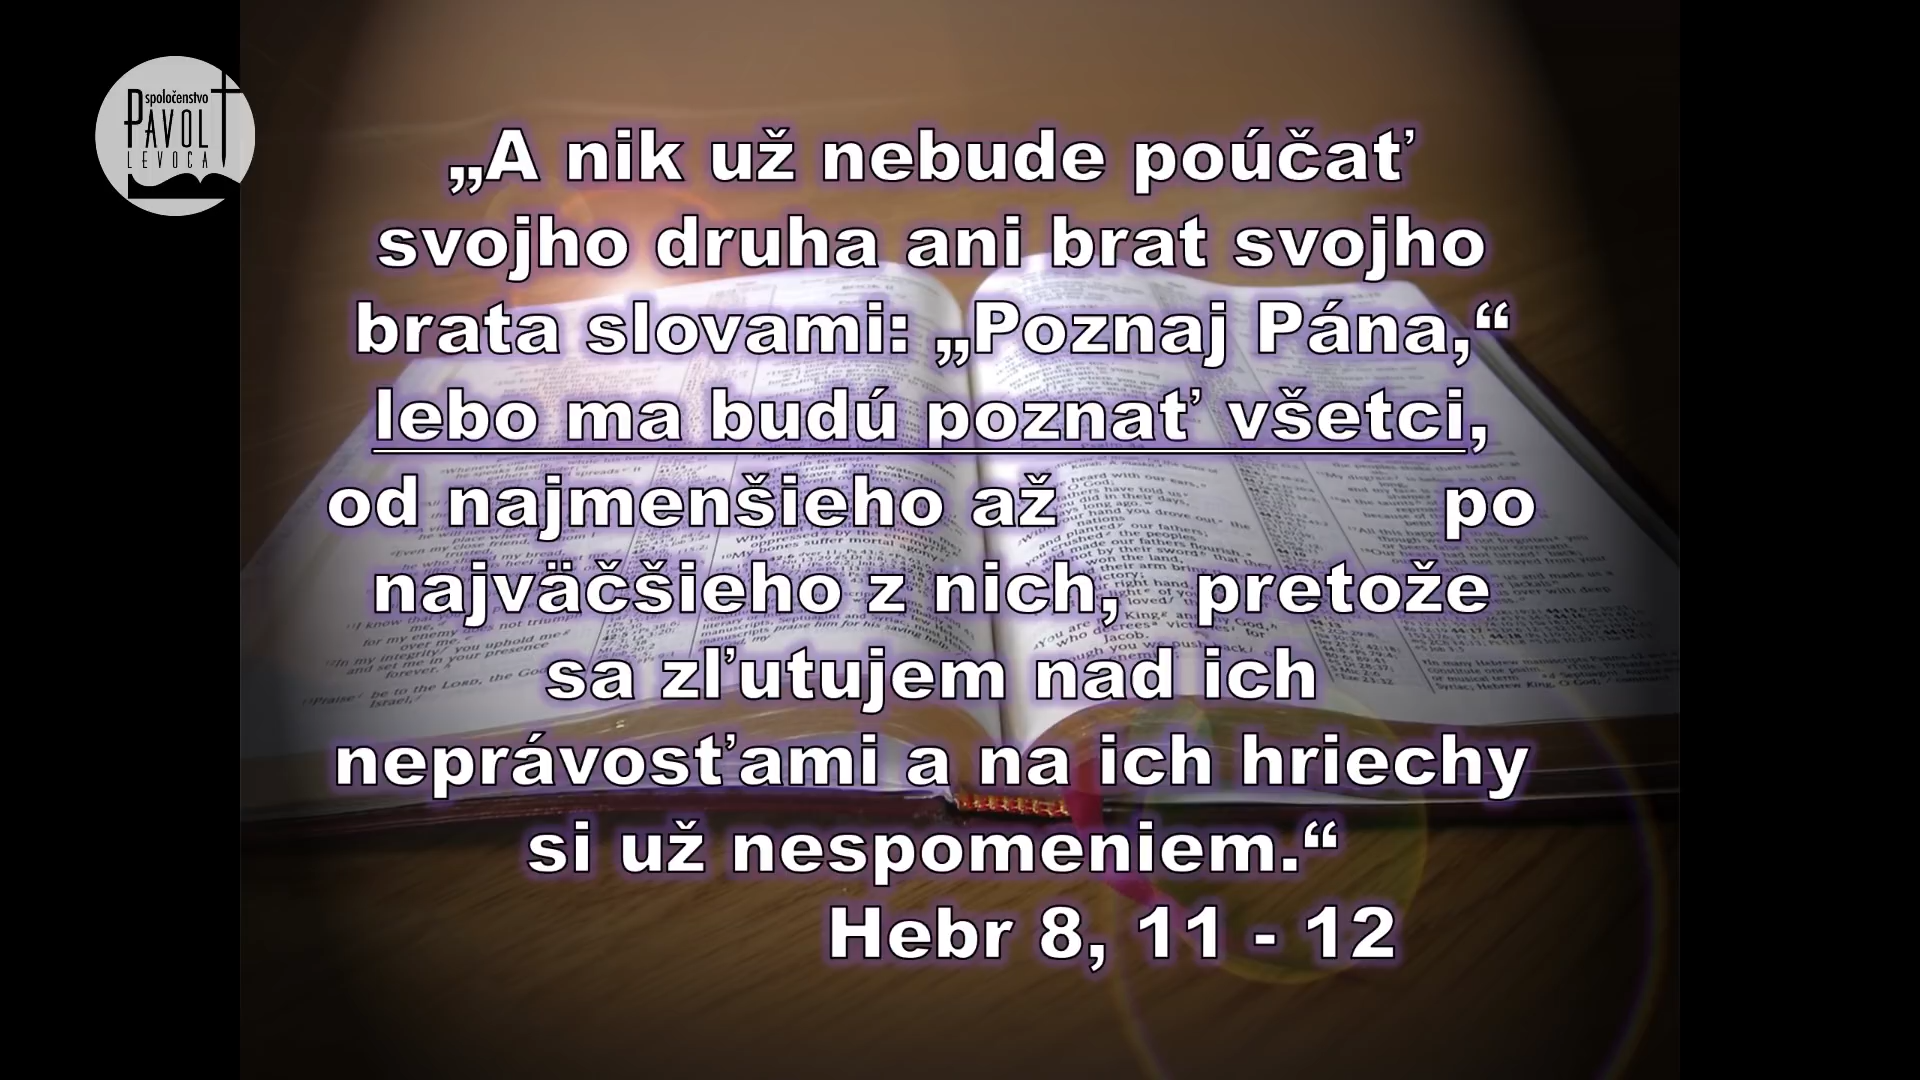 spoločenstvo
PAVOL
LEVOČA
„A nik už nebude poúčať
svojho druha ani brat svojho
brata slovami: „Poznaj Pána,“
lebo ma budú poznať všetci,
od najmenšieho až po
najväčšieho z nich, pretože
sa zľutujem nad ich
neprávosťami a na ich hriechy
si už nespomeniem.“
Hebr 8, 11 - 12